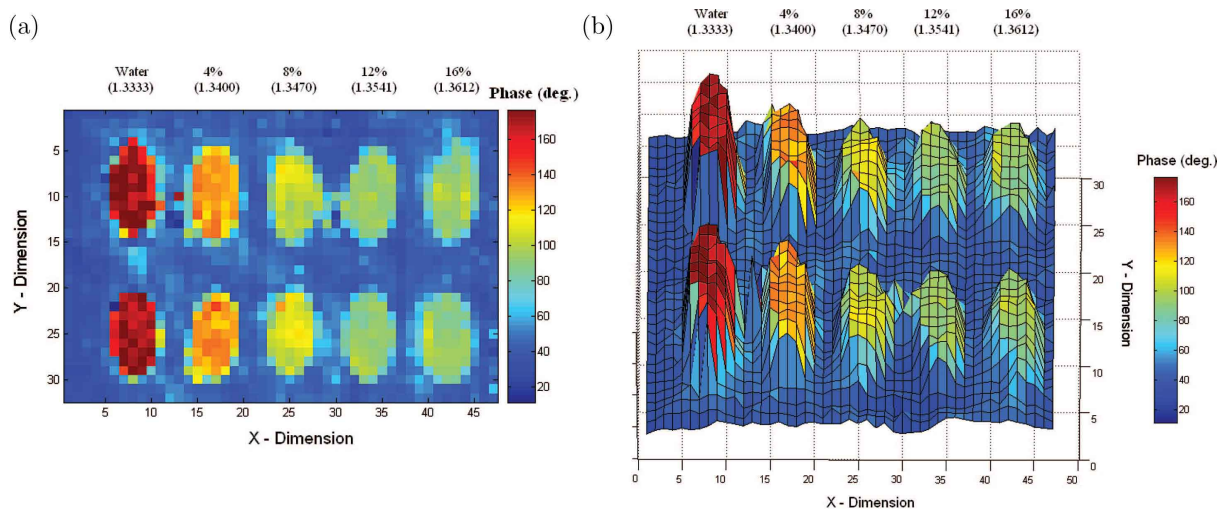 (a)
Water 4% 8% 12% 16%
(1.3333) (1.3400) (1.3470) (1.3541) (1.3612)
Phase (deg.)
160
140
120
100
80
60
40
20
5
10
15
20
25
30
Y - Dimension
5 10 15 20 25 30 35 40 45
X - Dimension
(b)
Water 4% 8% 12% 16%
(1.3333) (1.3400) (1.3470) (1.3541) (1.3612)
Phase (deg.)
160
140
120
100
80
60
40
20
30
25
20
15
10
5
0
Y - Dimension
0 5 10 15 20 25 30 35 40 45 50
X - Dimension